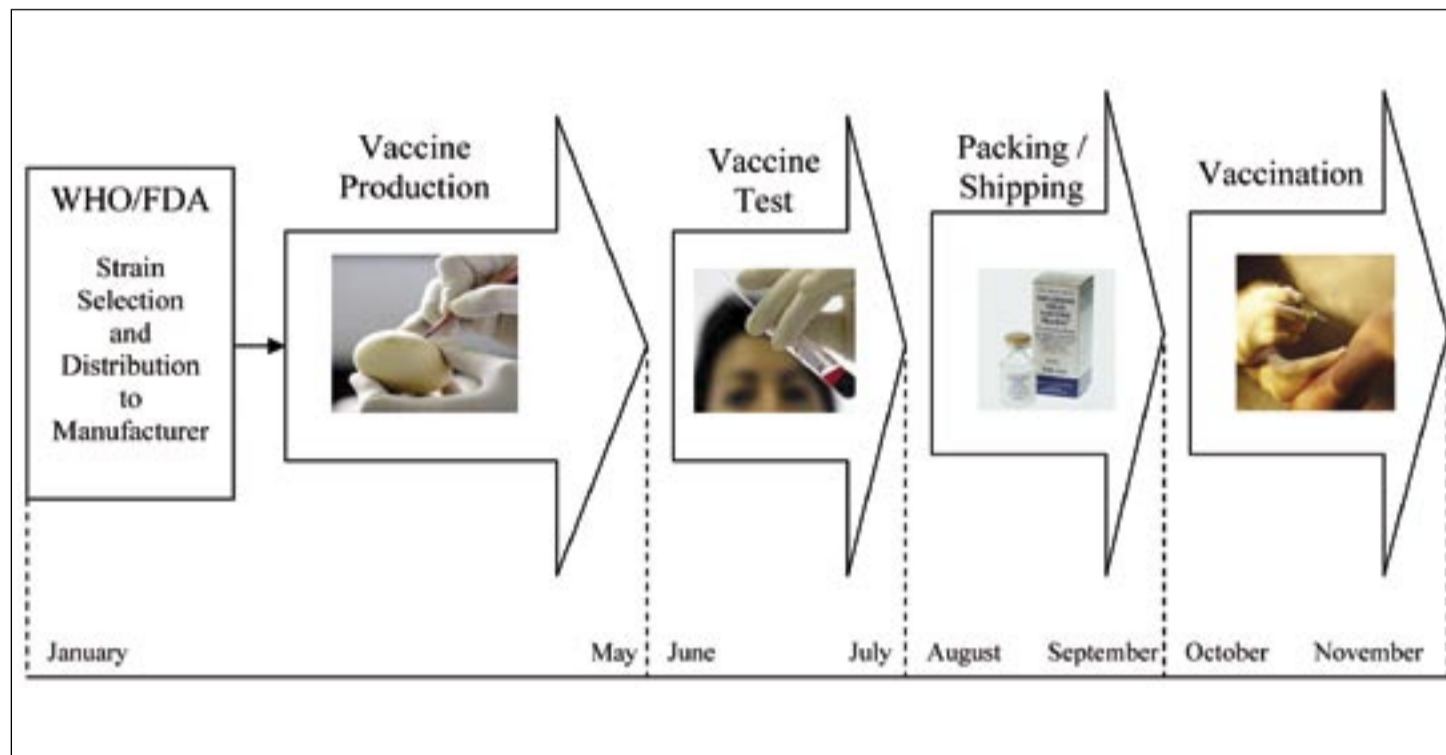 WHO/FDA
Strain
Selection
and
Distribution
to
Manufacturer
Vaccine
Production
Vaccine
Test
Packing /
Shipping
Vaccination
January
May
June
July
August
September
October
November